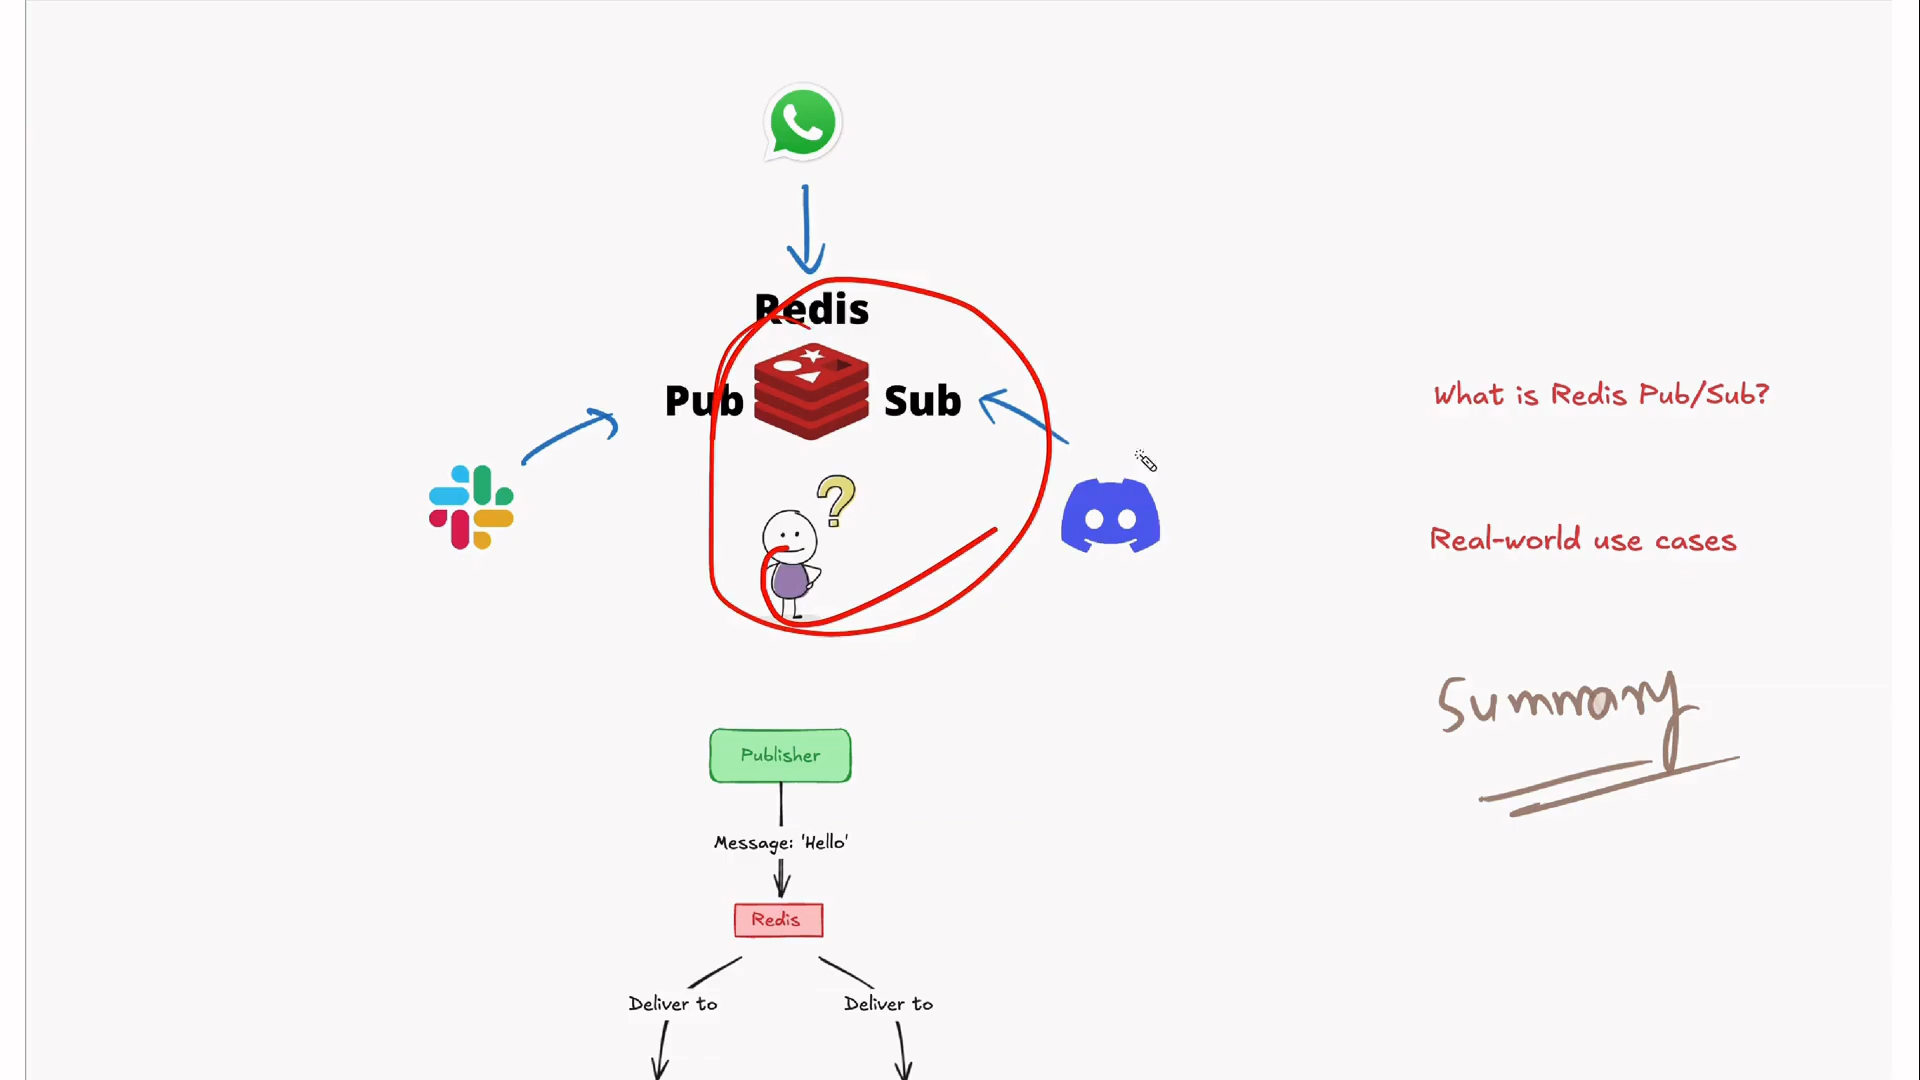 Redis
Pub Sub
?
What is Redis Pub/Sub?
Real-world use cases
Summary
Publisher
Message: 'Hello'
Redis
Deliver to Deliver to